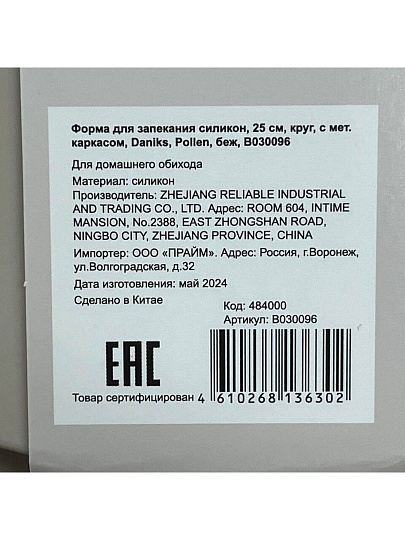 Форма для запекания силикон, 25 см, круг, с мет.
каркасом, Daniks, Pollen, беж, B030096
Для домашнего обихода
Материал: силикон
Производитель: ZHEJIANG RELIABLE INDUSTRIAL
AND TRADING CO., LTD. Адрес: ROOM 604, INTIME
MANSION, No.2388, EAST ZHONGSHAN ROAD,
NINGBO CITY, ZHEJIANG PROVINCE, CHINA
Импортер: ООО «ПРАЙМ». Адрес: Россия, г.Воронеж,
ул.Волгоградская, д.32
Дата изготовления: май 2024
Сделано в Китае
Код: 484000
Артикул: B030096
EAC
Товар сертифицирован
4 610268 136302